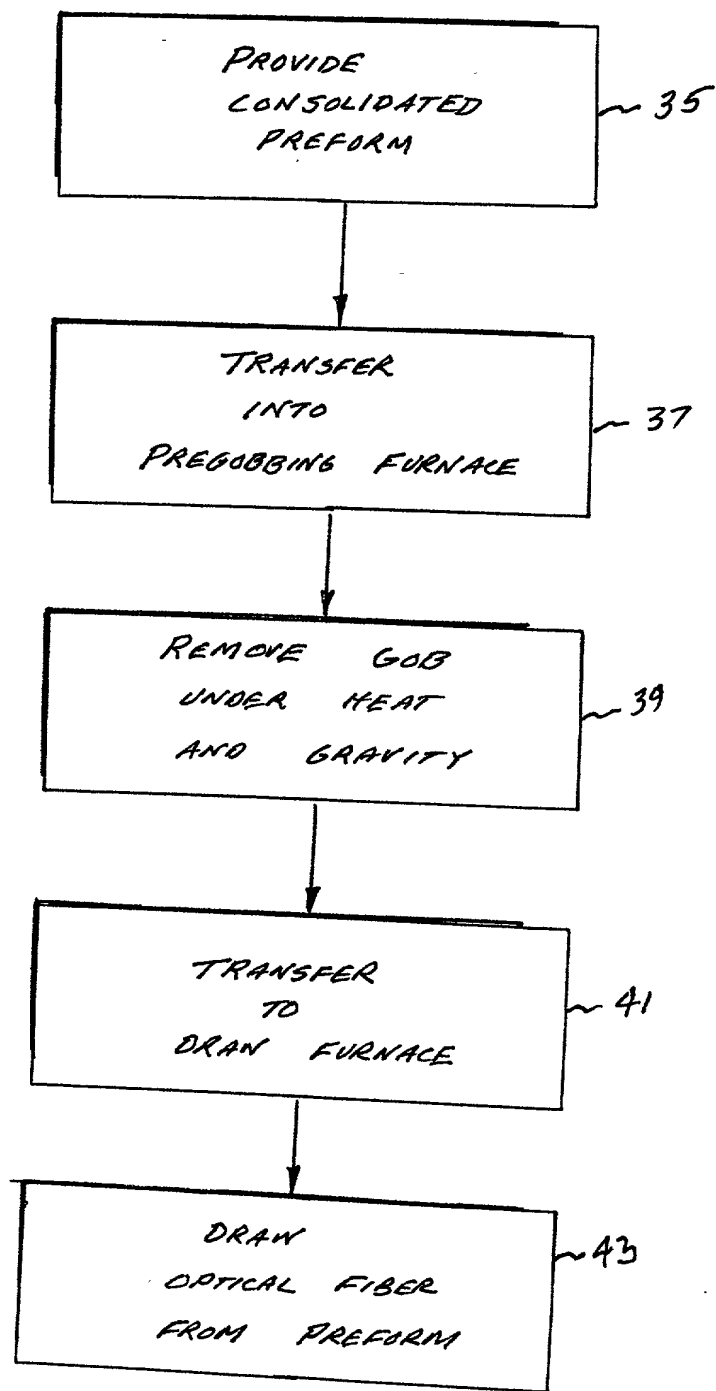 PROVIDE
CONSOLIDATED
PREFORM
35
TRANSFER
INTO
PREGOBBING FURNACE
37
REMOVE GOB
UNDER HEAT
AND GRAVITY
39
TRANSFER
TO
DRAW FURNACE
41
DRAW
OPTICAL FIBER
FROM PREFORM
43